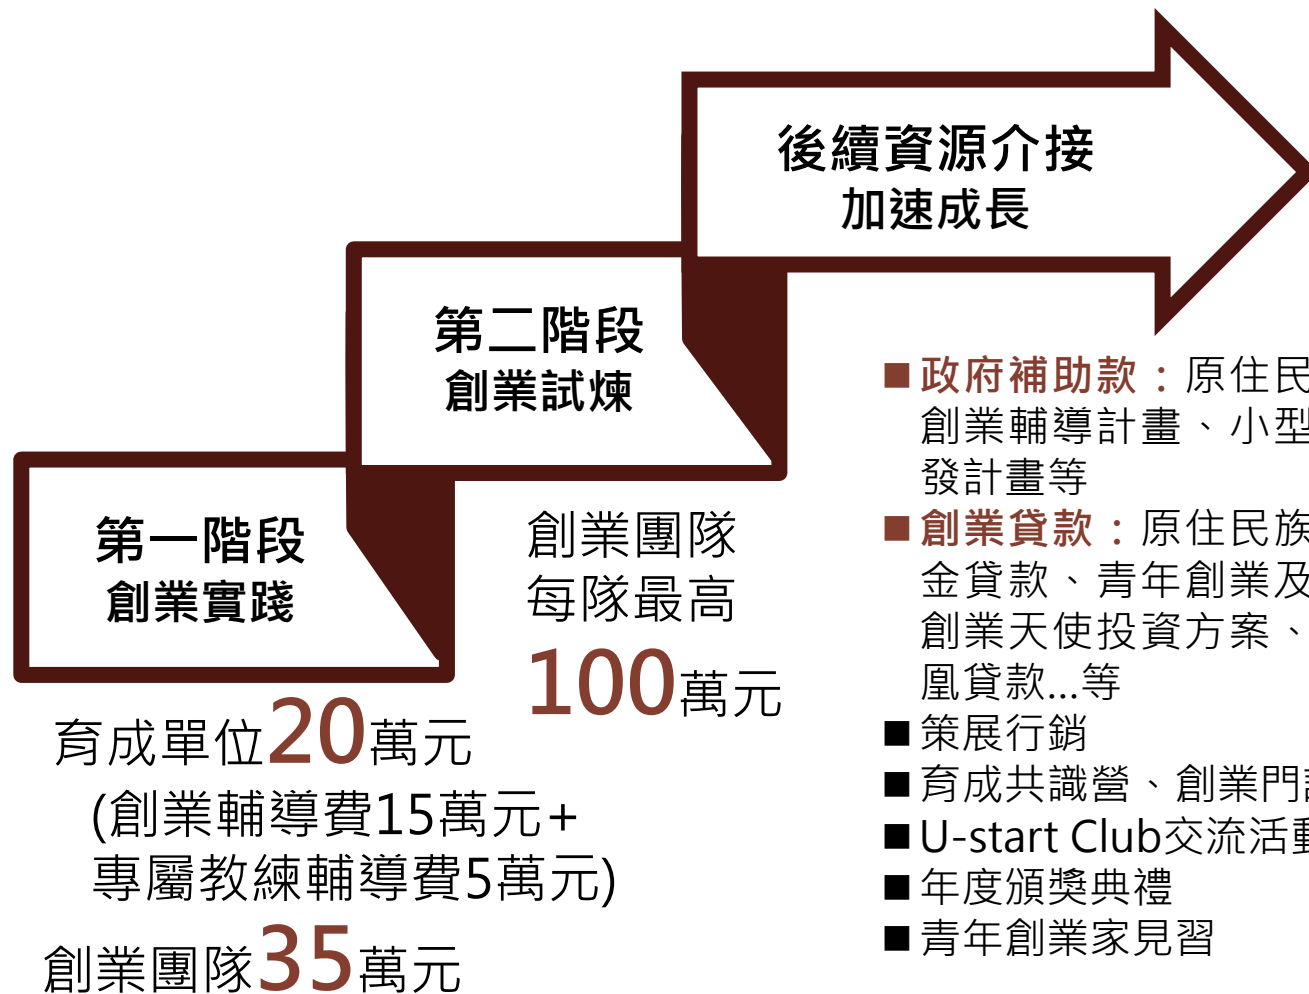 後續資源介接
加速成長
第二階段
創業試煉
第一階段
創業實踐
創業團隊
每隊最高
100萬元
育成單位20萬元
(創業輔導費15萬元+
專屬教練輔導費5萬元)
創業團隊35萬元
■政府補助款：原住民
創業輔導計畫、小型
發計畫等
■創業貸款：原住民族
金貸款、青年創業及
創業天使投資方案、
凰貸款...等
■策展行銷
■育成共識營、創業門
■U-start Club交流活動
■年度頒獎典禮
■青年創業家見習